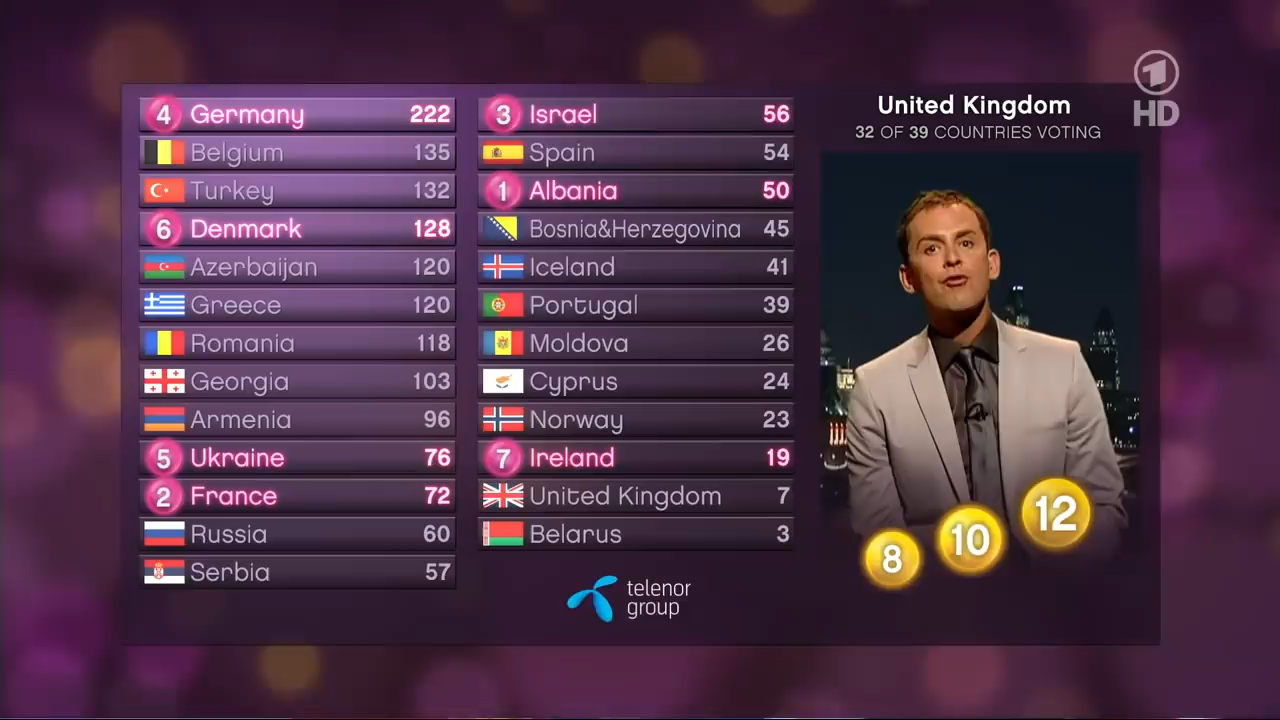 4 Germany 222
Belgium 135
Turkey 132
6 Denmark 128
Azerbaijan 120
Greece 120
Romania 118
Georgia 103
Armenia 96
5 Ukraine 76
2 France 72
Russia 60
Serbia 57
3 Israel 56
Spain 54
1 Albania 50
Bosnia&Herzegovina 45
Iceland 41
Portugal 39
Moldova 26
Cyprus 24
Norway 23
7 Ireland 19
United Kingdom 7
Belarus 3
telenor
group
1
HD
United Kingdom
32 OF 39 COUNTRIES VOTING
8
10
12